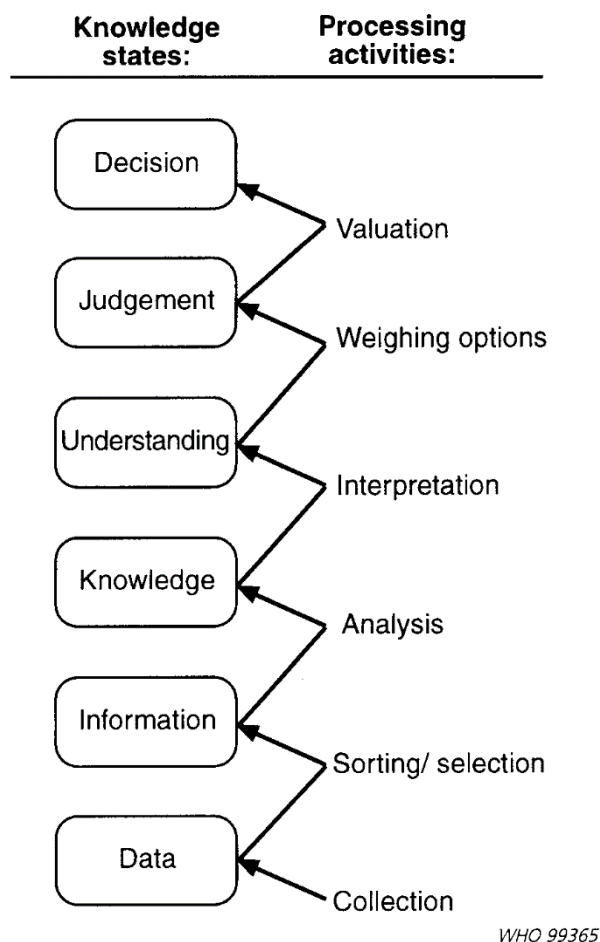 Knowledge states:
Processing activities:
Decision
Valuation
Judgement
Weighing options
Understanding
Interpretation
Knowledge
Analysis
Information
Sorting/ selection
Data
Collection
WHO 99365